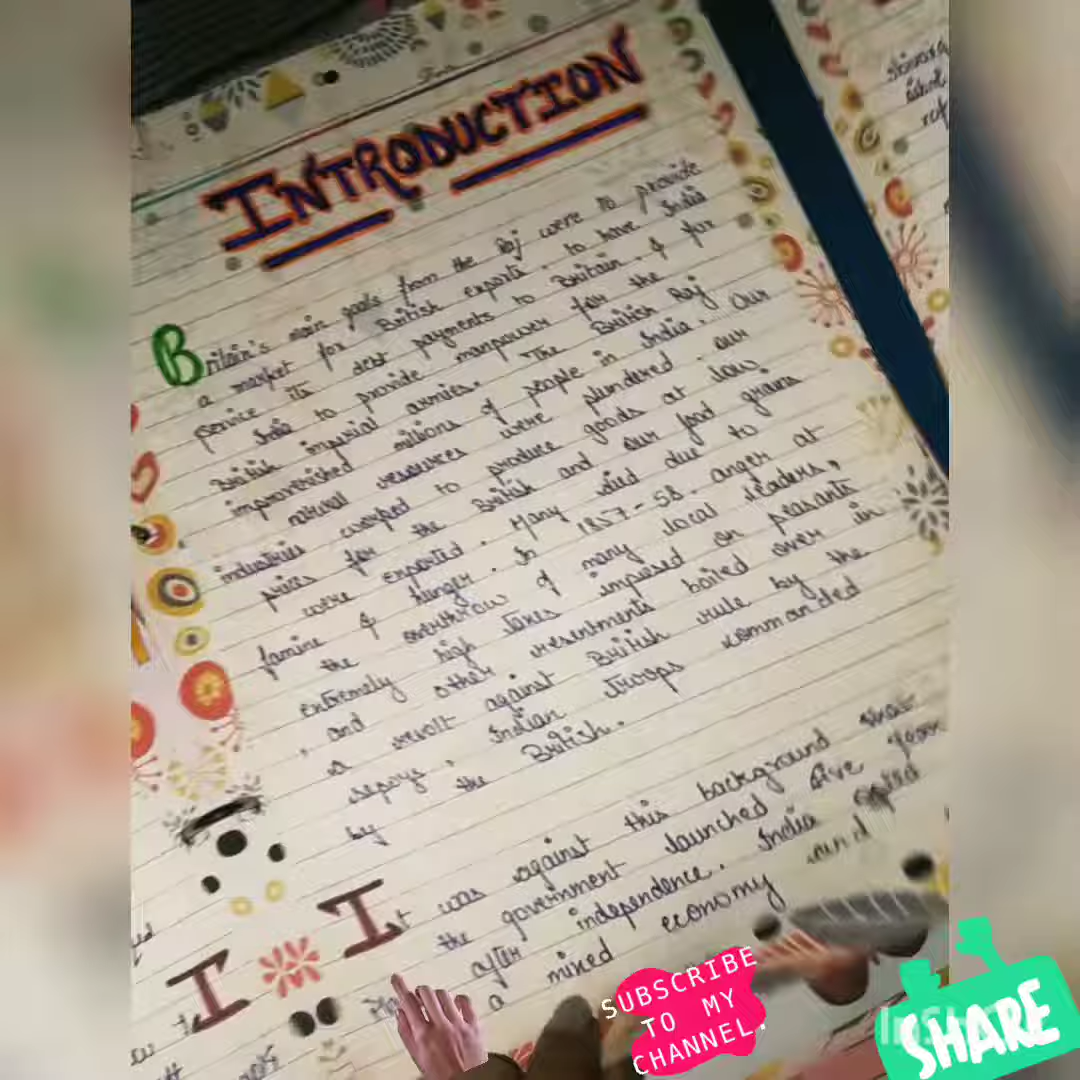 INTRODUCTION
Britain's main goals from the Raj were to provide
a market for British exports. to have India
service its debt payments to Britain. & for
India to provide manpower for the
British imperial armies. The British Raj
impoverished millions of people in India. Our
natural resources were plundered. our
industries worked to produce goods at low
prices for the British and our food grains
were exported. Many died due to
famine & hunger. In 1857-58. anger at
the overthrow of many local leaders,
extremely high taxes imposed on peasants
, and other resentments boiled over in
a revolt against British rule by the
sepoys. Indian troops commanded
by the British.
It was against this background that
the government launched five year
after independence. India opted
a mixed economy and
SUBSCRIBE
TO MY
CHANNEL.
SHARE